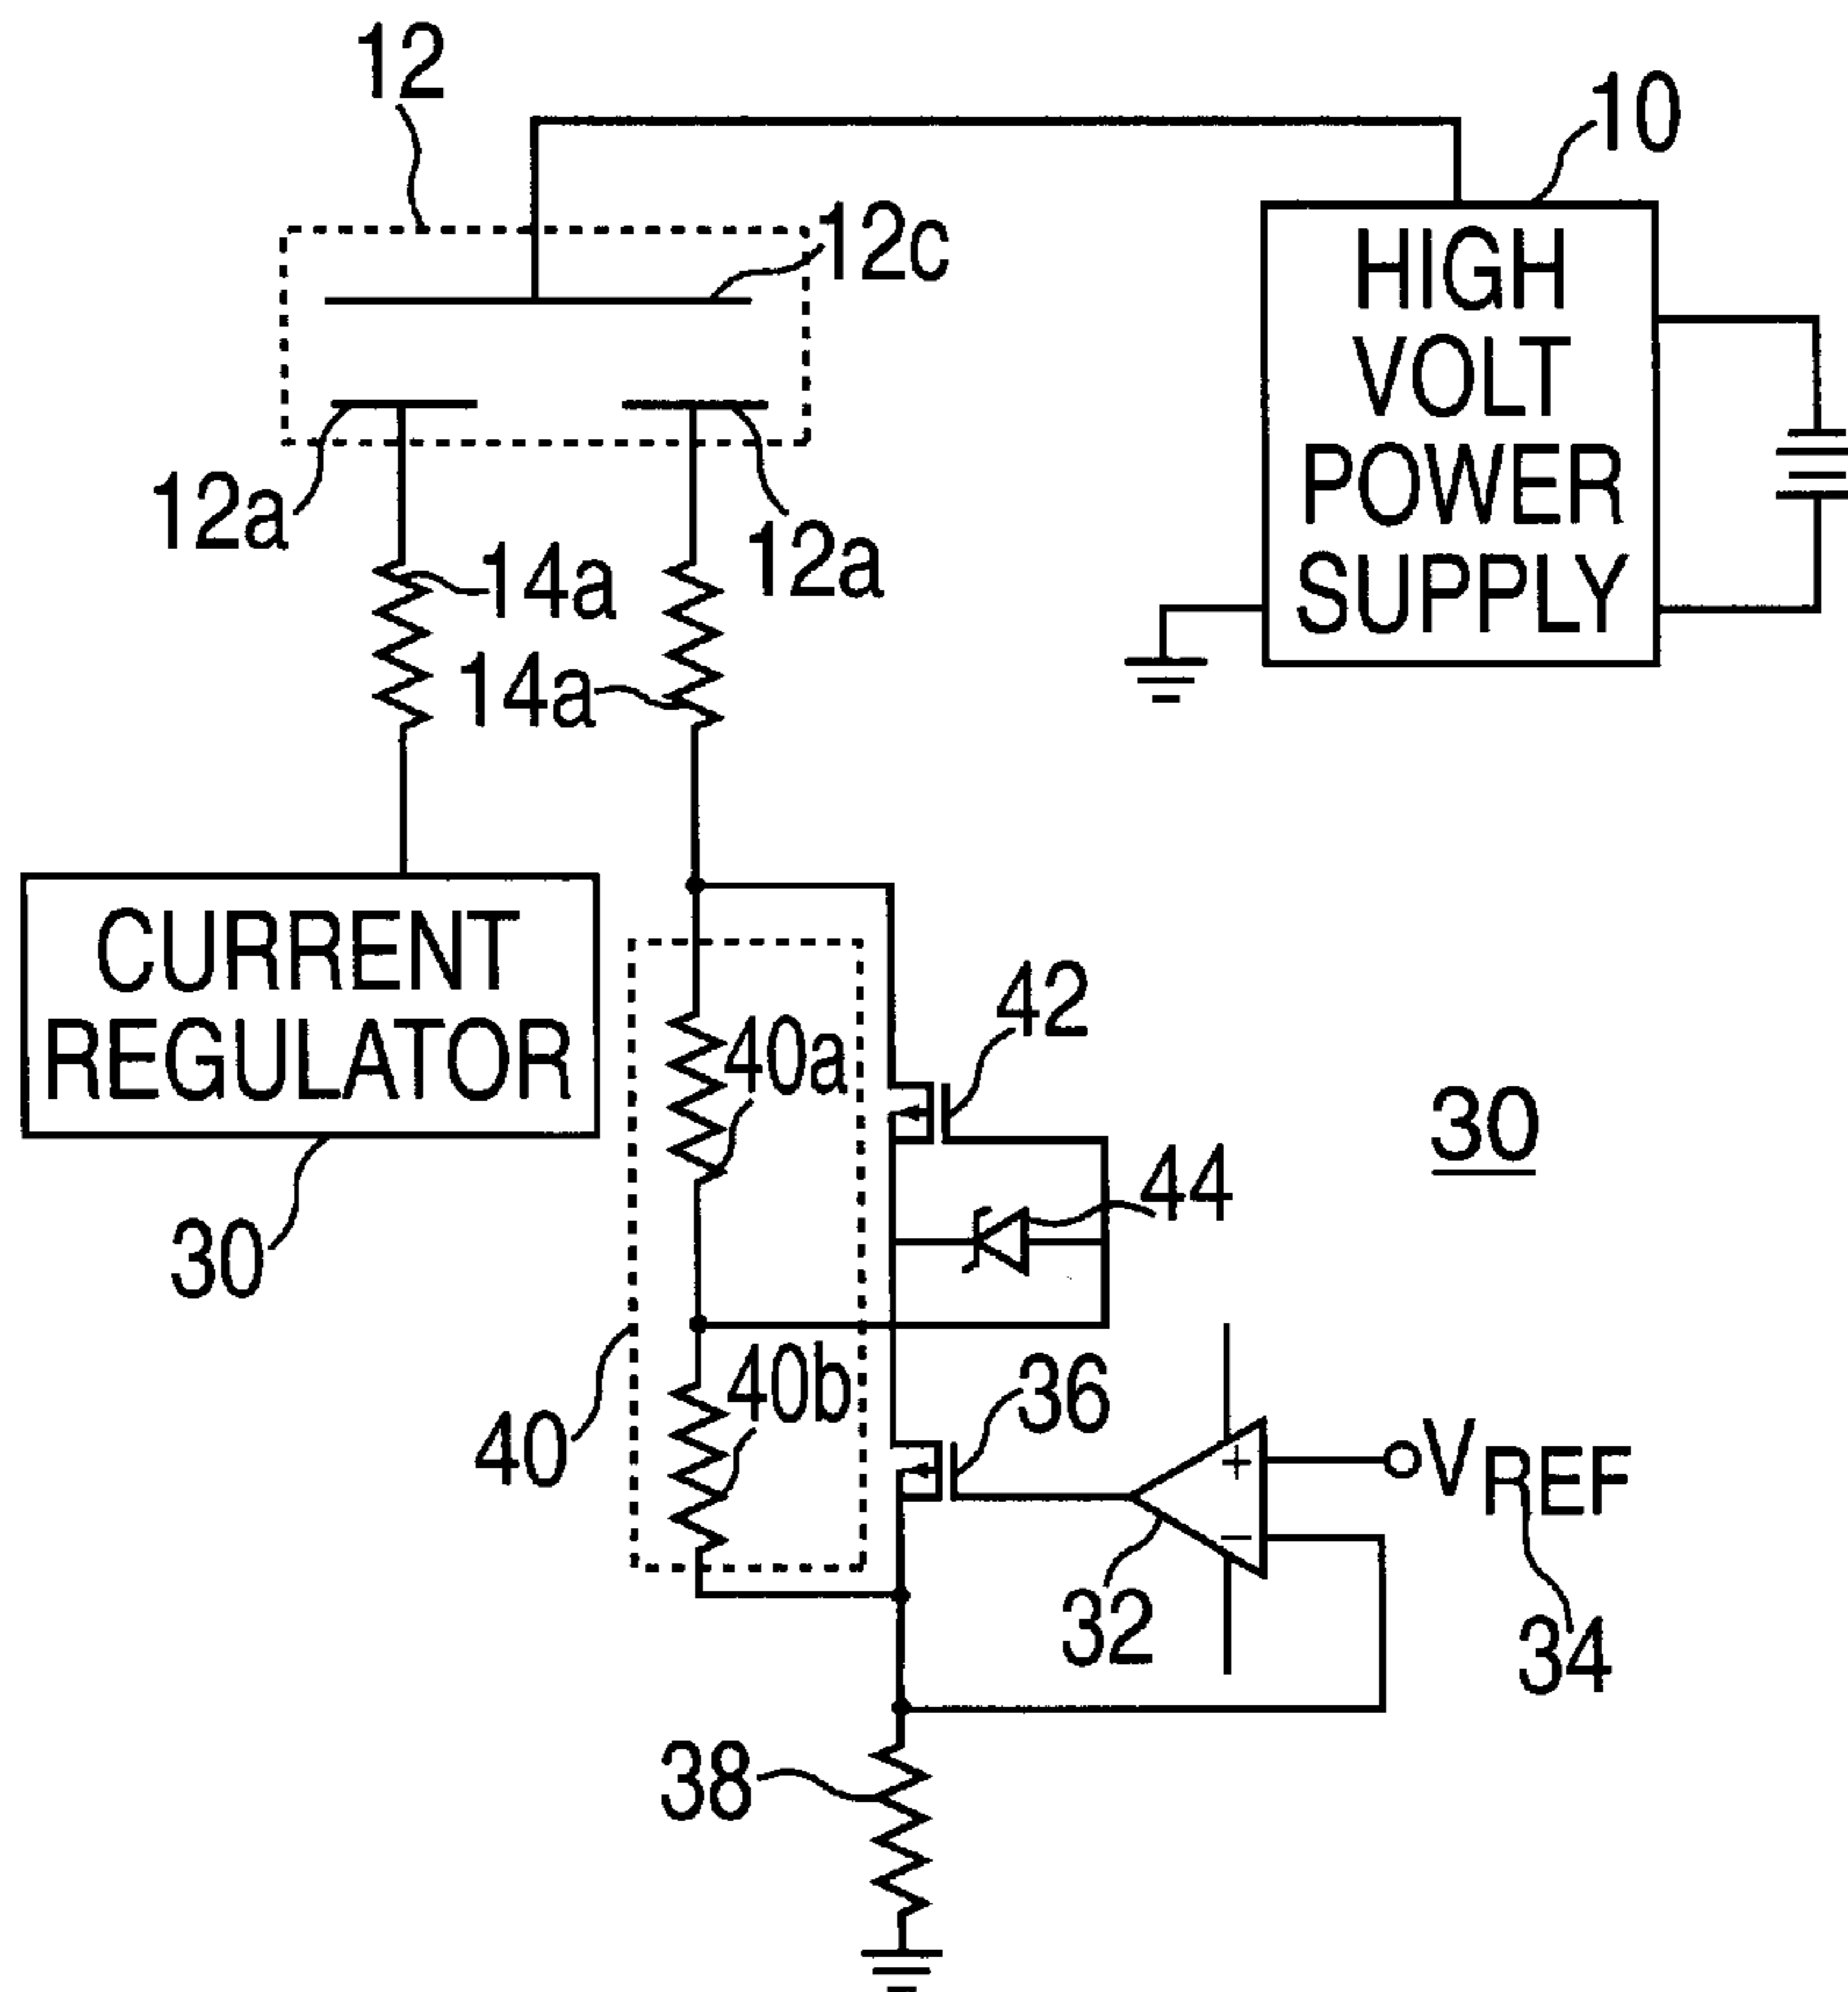 12
10
12c
HIGH
VOLT
POWER
SUPPLY
12a
12a
14a
14a
CURRENT
REGULATOR
30
42
40a
44
30
40
40b
36
+
−
VREF
32
34
38